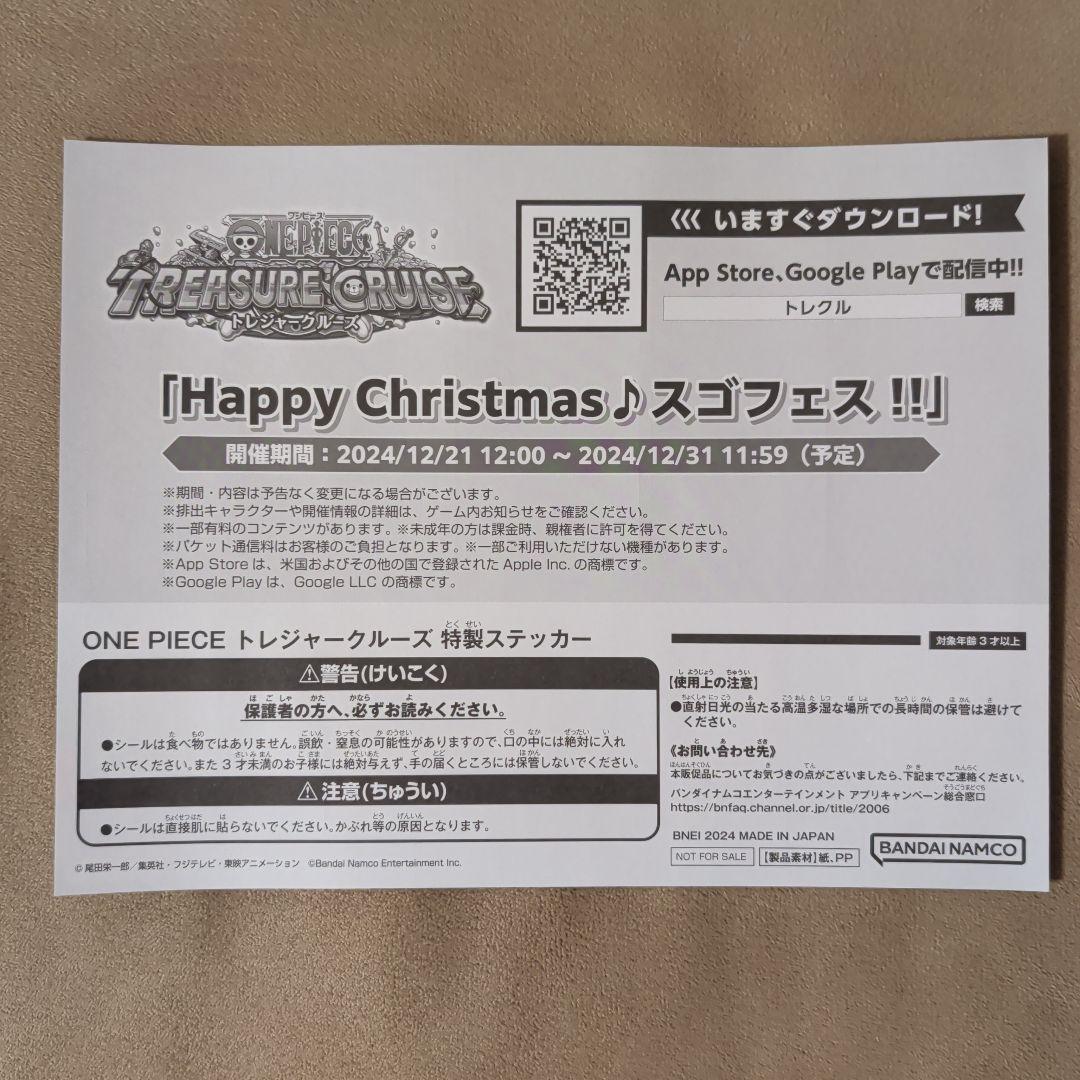 ワンピース
ONE PIECE
TREASURE CRUISE
トレジャークルーズ
いますぐダウンロード!
App Store、Google Playで配信中!!
トレクル 検索
「Happy Christmas♪スゴフェス!!」
開催期間:2024/12/21 12:00 ~ 2024/12/31 11:59(予定)
※期間・内容は予告なく変更になる場合がございます。
※排出キャラクターや開催情報の詳細は、ゲーム内お知らせをご確認ください。
※一部有料のコンテンツがあります。※未成年の方は課金時、親権者に許可を得てください。
※パケット通信料はお客様のご負担となります。※一部ご利用いただけない機種があります。
※App Store は、米国およびその他の国で登録された Apple Inc. の商標です。
※Google Play は、Google LLC の商標です。
ONE PIECE トレジャークルーズ 特製ステッカー
⚠警告(けいこく)
保護者の方へ、必ずお読みください。
●シールは食べ物ではありません。誤飲・窒息の可能性がありますので、口の中には絶対に入れ
ないでください。また 3 才未満のお子様には絶対与えず、手の届くところには保管しないでください。
⚠注意(ちゅうい)
●シールは直接肌に貼らないでください。かぶれ等の原因となります。
© 尾田栄一郎/集英社・フジテレビ・東映アニメーション ©Bandai Namco Entertainment Inc.
対象年齢 3 才以上
【使用上の注意】
●直射日光の当たる高温多湿な場所での長時間の保管は避けて
ください。
《お問い合わせ先》
本販促品についてお気づきの点がございましたら、下記までご連絡ください。
バンダイナムコエンターテインメント アプリキャンペーン総合窓口
https://bnfaq.channel.or.jp/title/2006
BNEI 2024 MADE IN JAPAN
NOT FOR SALE 【製品素材】紙、PP
BANDAI NAMCO